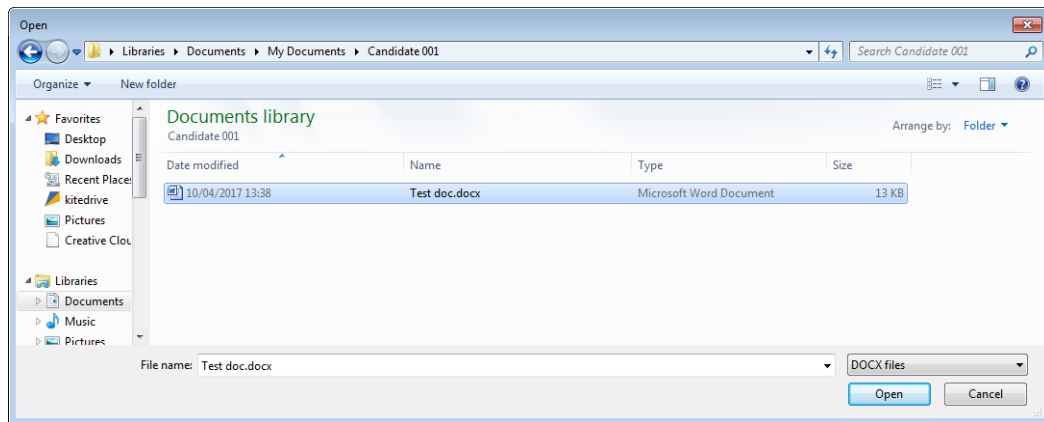 Open
Libraries Documents My Documents Candidate 001
Search Candidate 001
Organize New folder
Favorites
Desktop
Downloads
Recent Places
kitedrive
Pictures
Creative Clou
Libraries
Documents
Music
Pictures
Documents library
Candidate 001
Arrange by: Folder
Date modified Name Type Size
10/04/2017 13:38 Test doc.docx Microsoft Word Document 13 KB
File name: Test doc.docx
DOCX files
Open Cancel